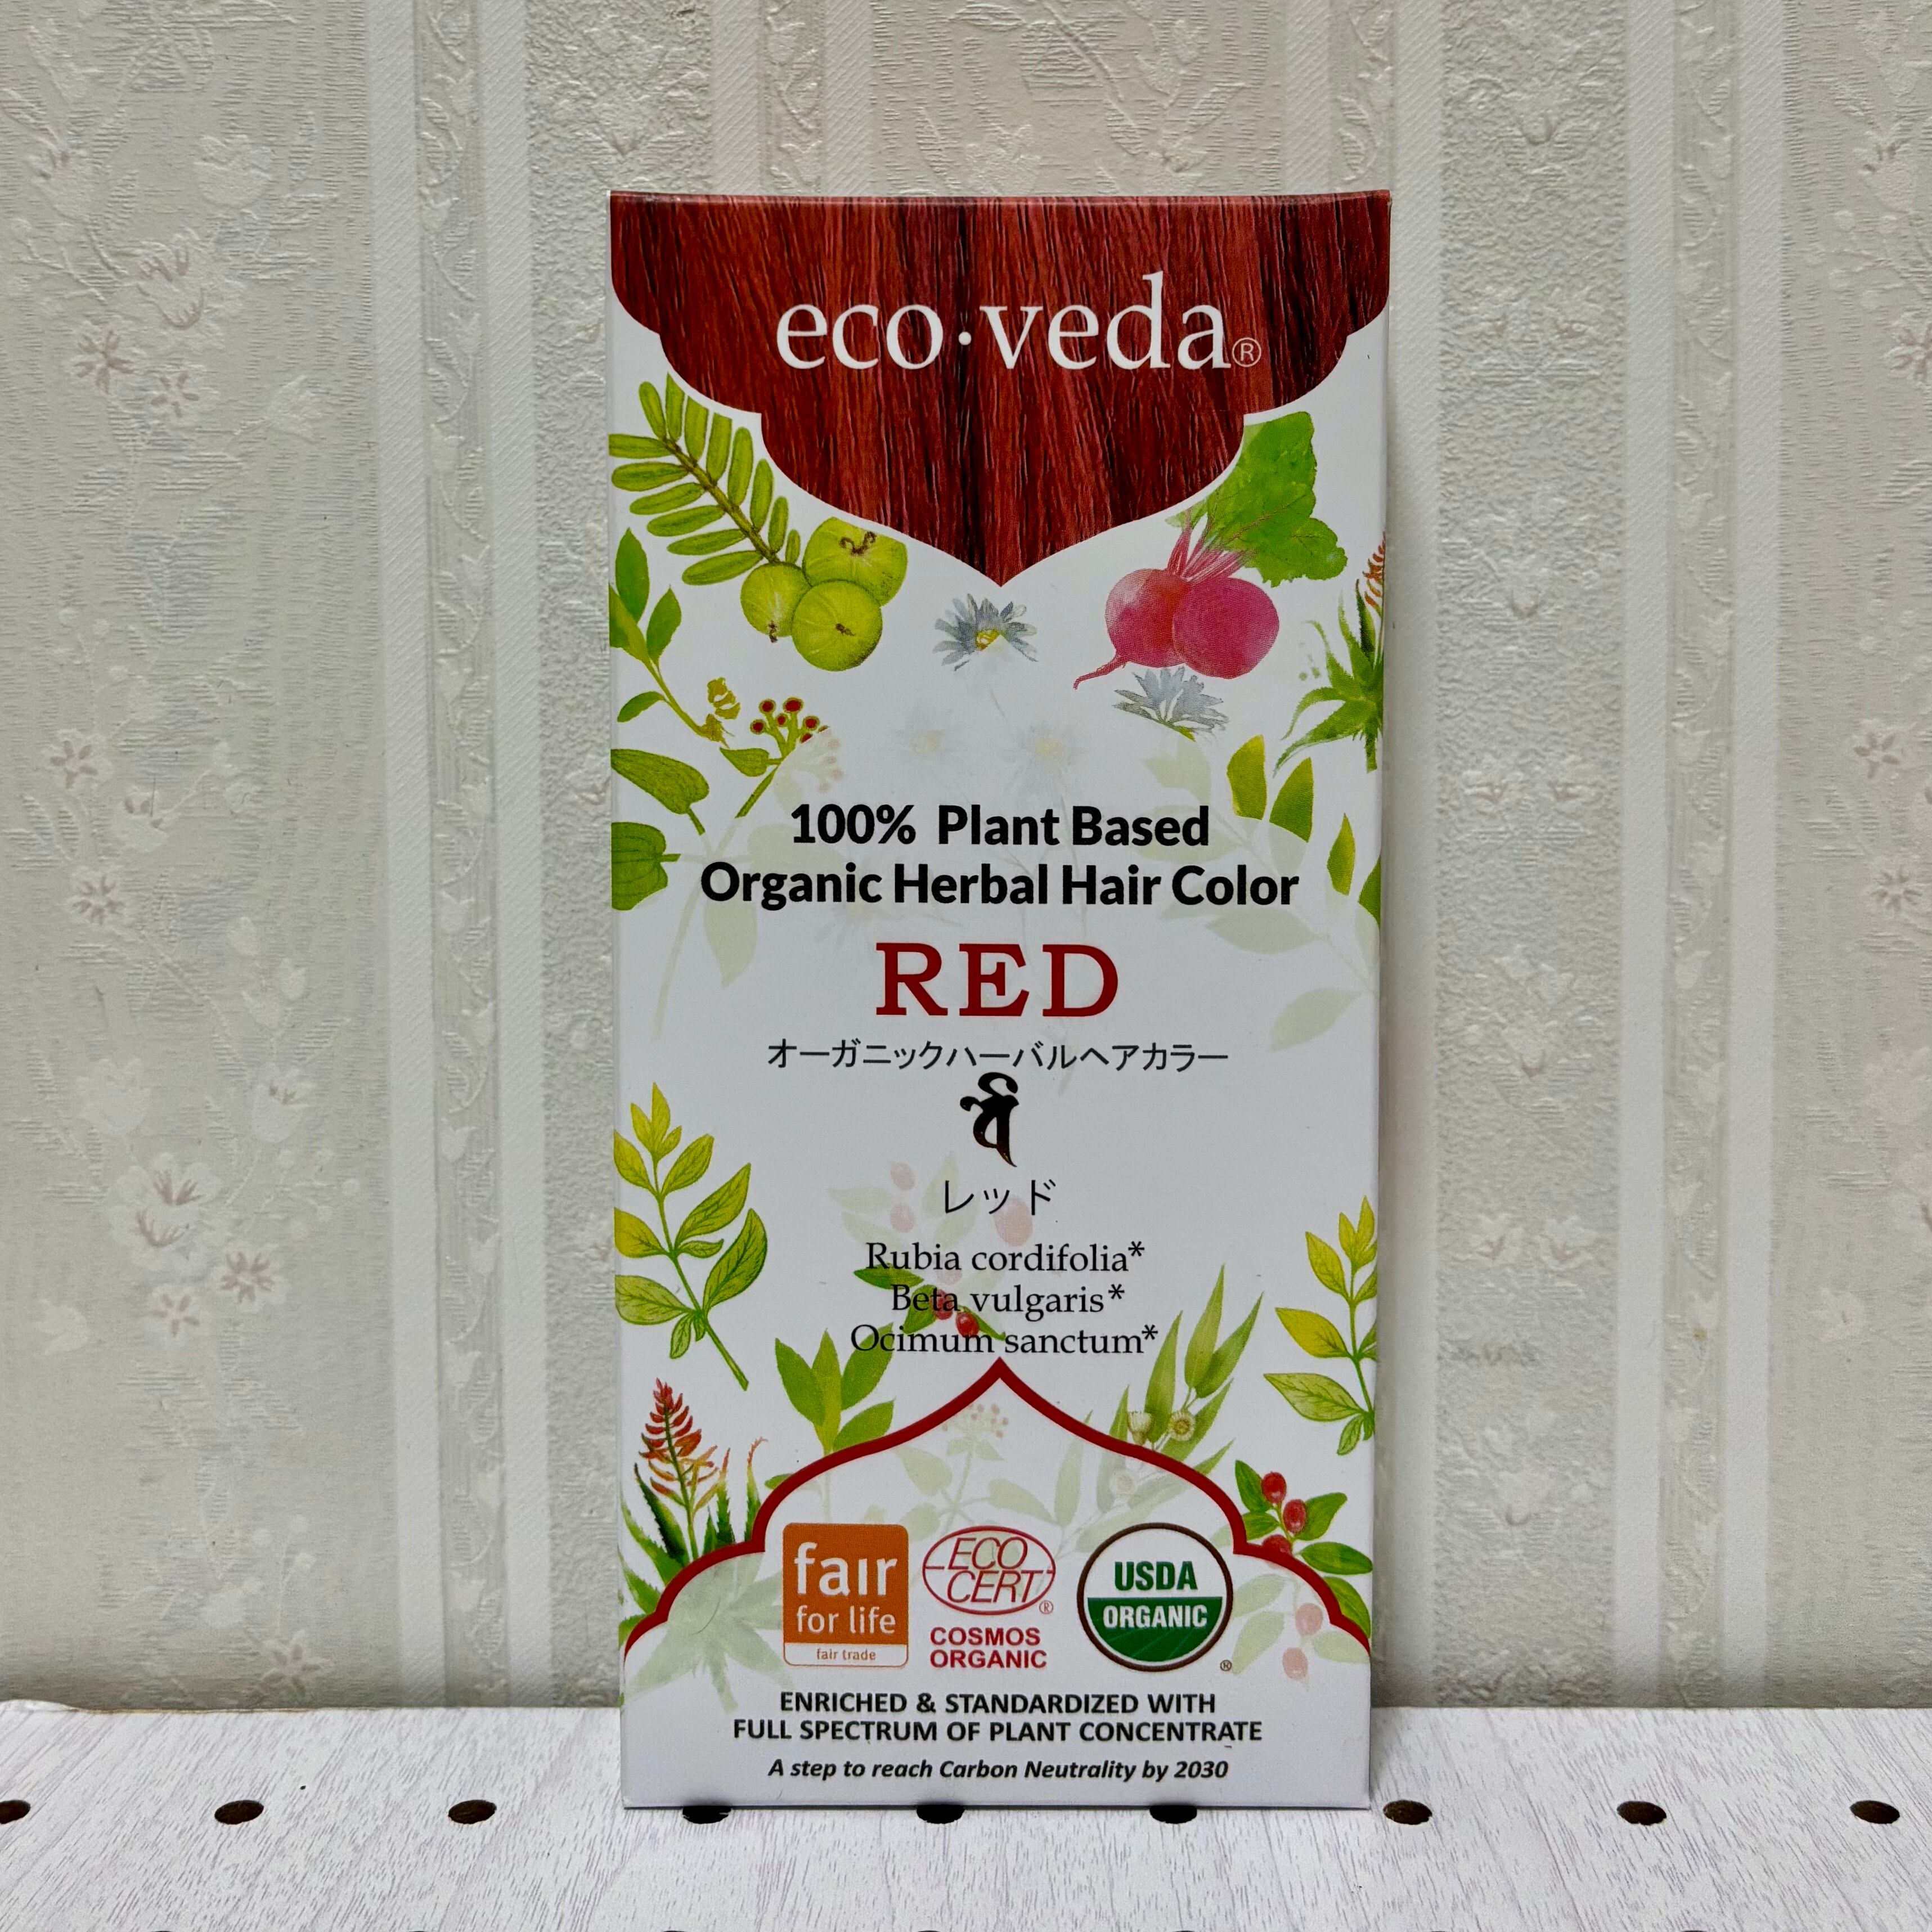 eco·veda®
100% Plant Based
Organic Herbal Hair Color
RED
オーガニックハーバルヘアカラー
レッド
Rubia cordifolia*
Beta vulgaris*
Ocimum sanctum*
fair
for life
fair trade
ECO
CERT®
COSMOS
ORGANIC
USDA
ORGANIC
®
ENRICHED & STANDARDIZED WITH
FULL SPECTRUM OF PLANT CONCENTRATE
A step to reach Carbon Neutrality by 2030